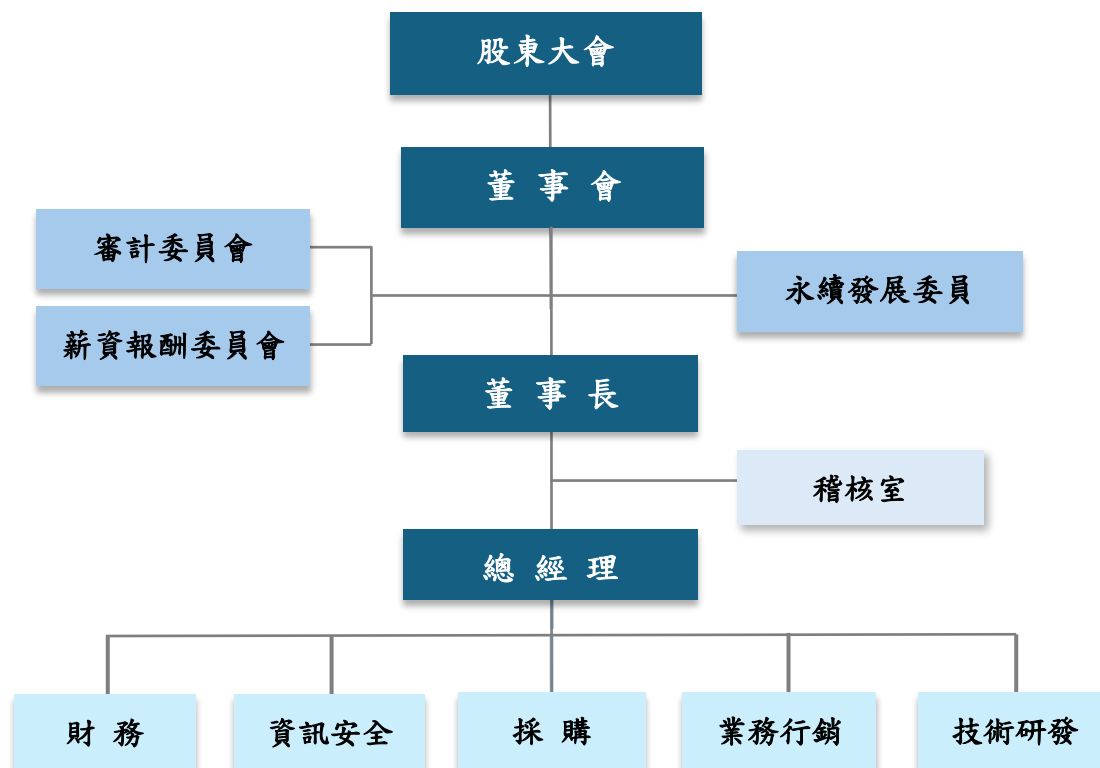 股東大會
董 事 會
審計委員會
永續發展委員
薪資報酬委員會
董 事 長
稽核室
總 經 理
財 務
資訊安全
採 購
業務行銷
技術研發